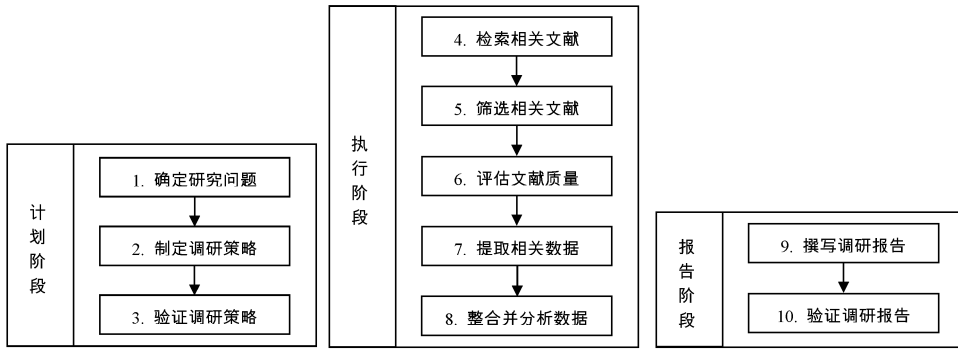 计划阶段
1. 确定研究问题
2. 制定调研策略
3. 验证调研策略
执行阶段
4. 检索相关文献
5. 筛选相关文献
6. 评估文献质量
7. 提取相关数据
8. 整合并分析数据
报告阶段
9. 撰写调研报告
10. 验证调研报告